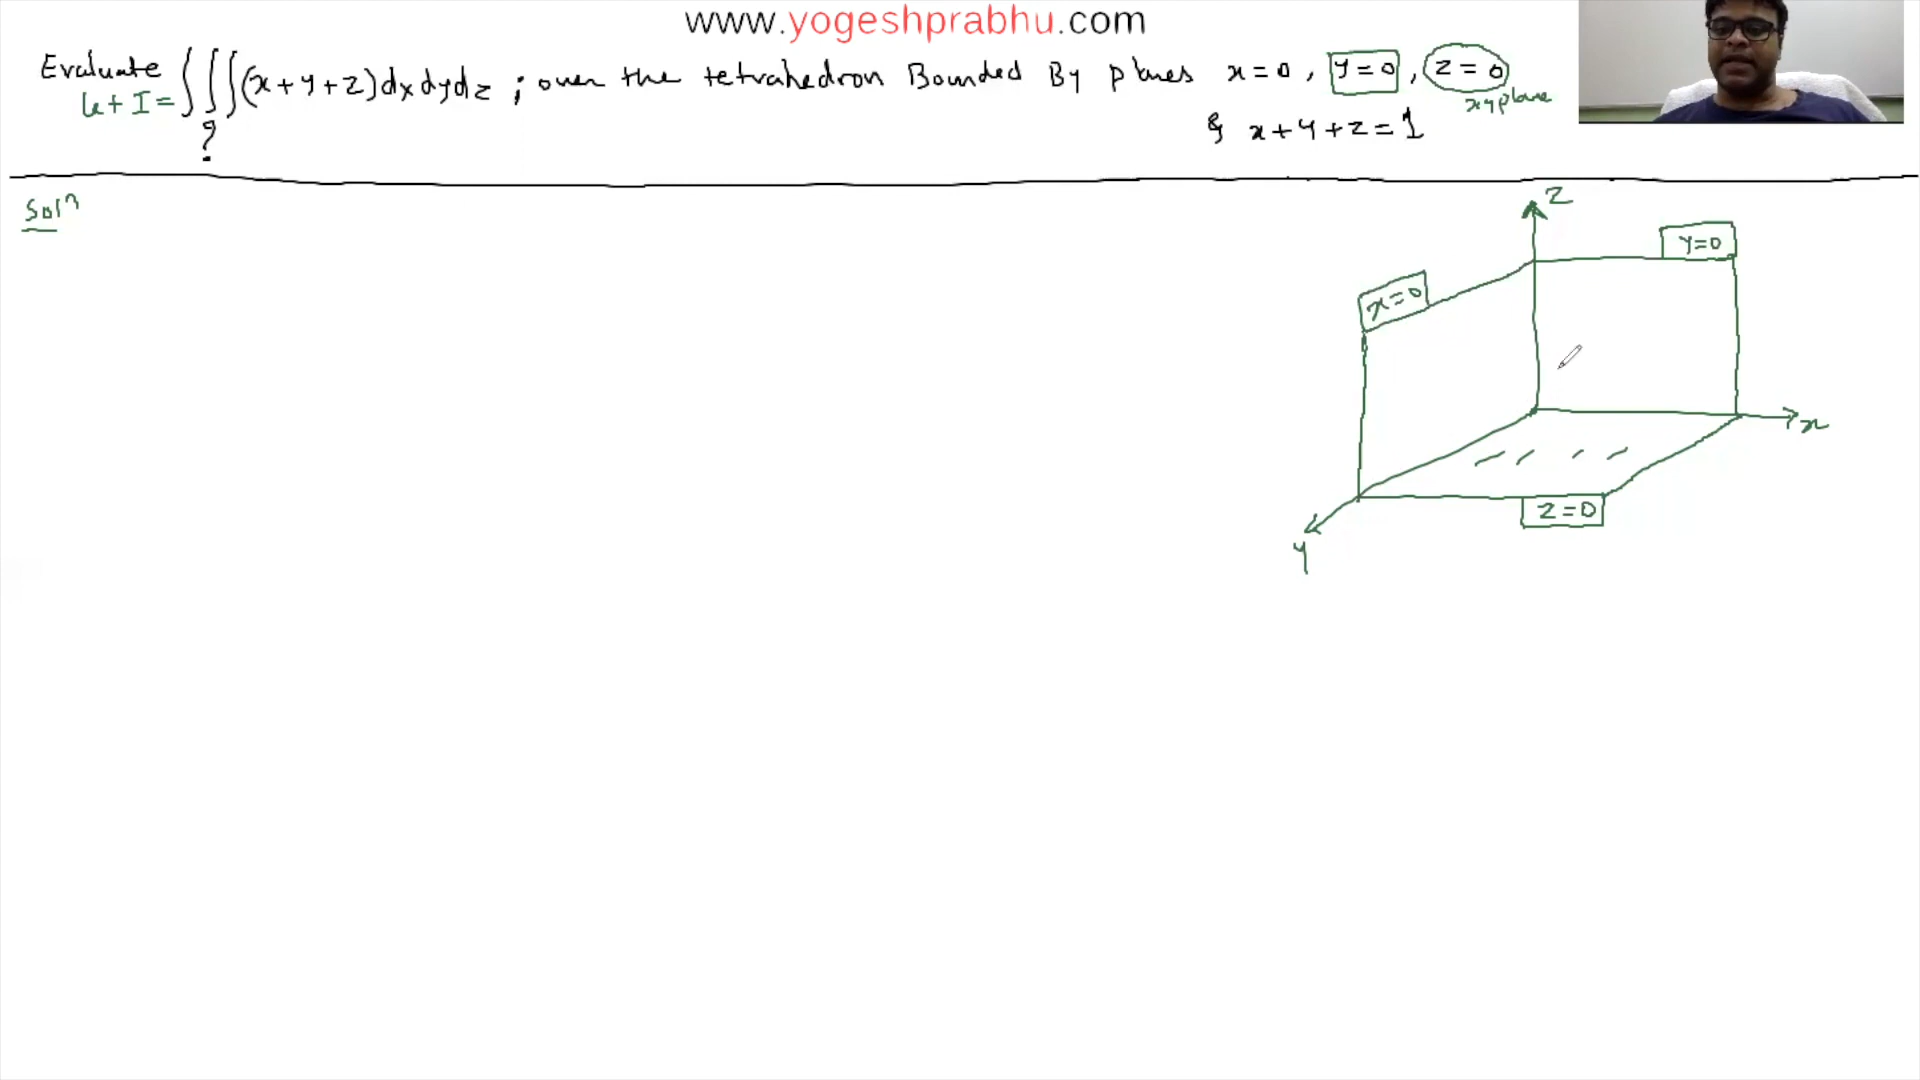 www.yogeshprabhu.com
Evaluate ∫∫∫(x+y+z)dxdydz ; over the tetrahedron Bounded By planes x=0, y=0, z=0
let I=
xy plane
?
& x+y+z=1
Soln
z
y=0
x=0
x
z=0
y